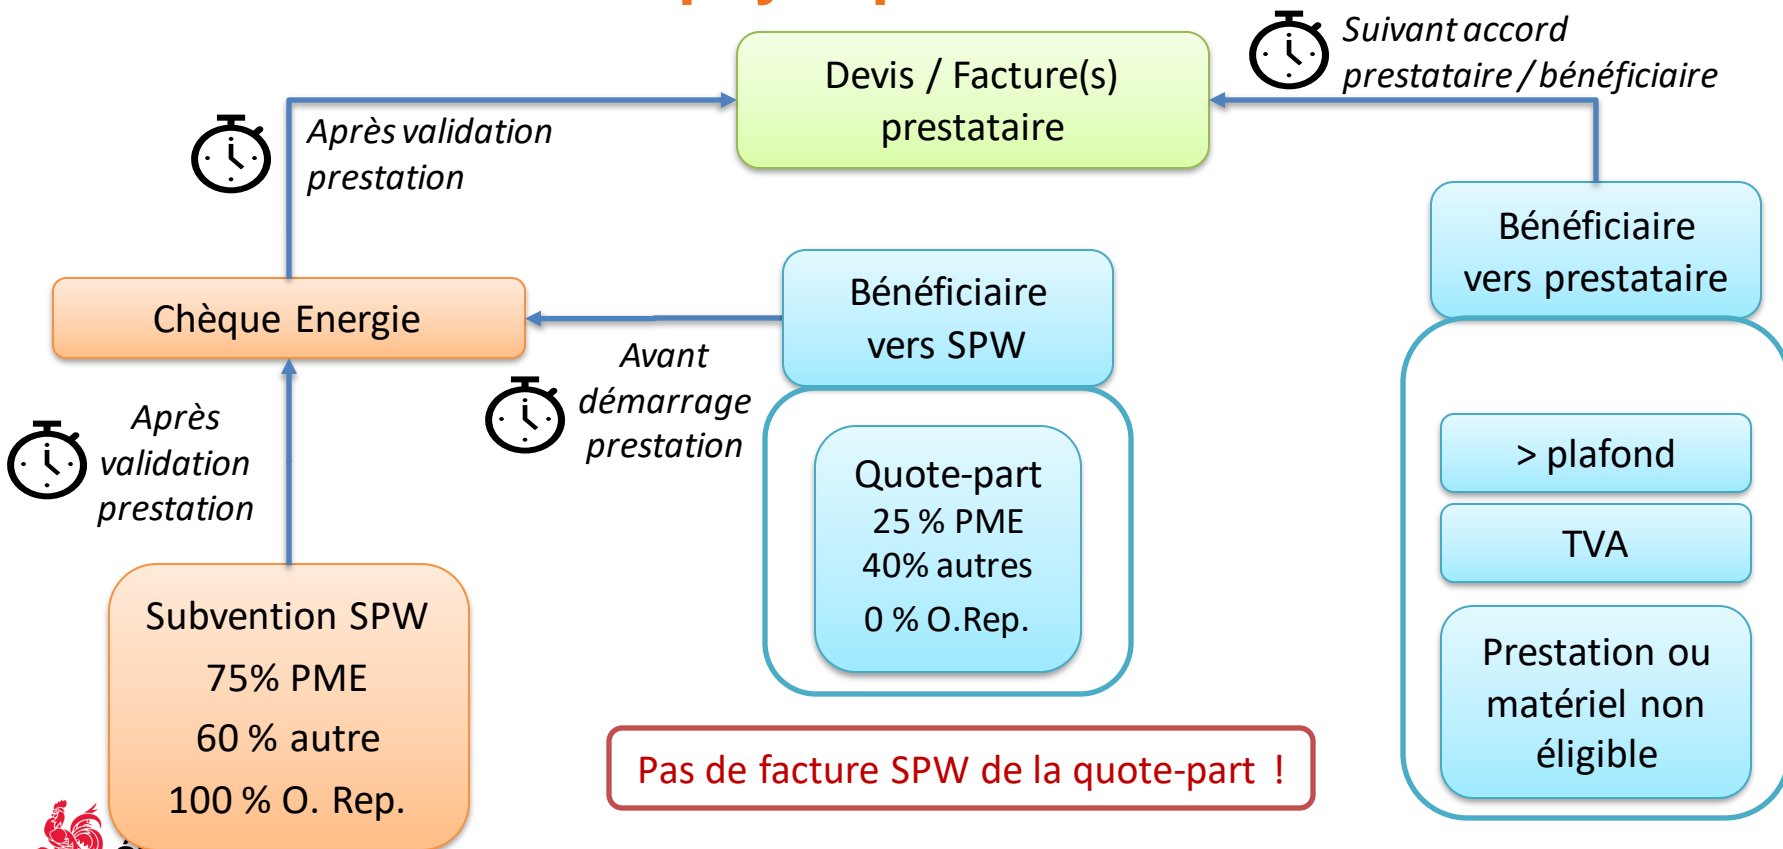 Devis / Facture(s)
prestataire
Suivant accord
prestataire / bénéficiaire
Après validation
prestation
Bénéficiaire
vers prestataire
Chèque Energie
Bénéficiaire
vers SPW
Avant
démarrage
prestation
Après
validation
prestation
Quote-part
25 % PME
40% autres
0 % O.Rep.
> plafond
TVA
Prestation ou
matériel non
éligible
Subvention SPW
75% PME
60 % autre
100 % O. Rep.
Pas de facture SPW de la quote-part !